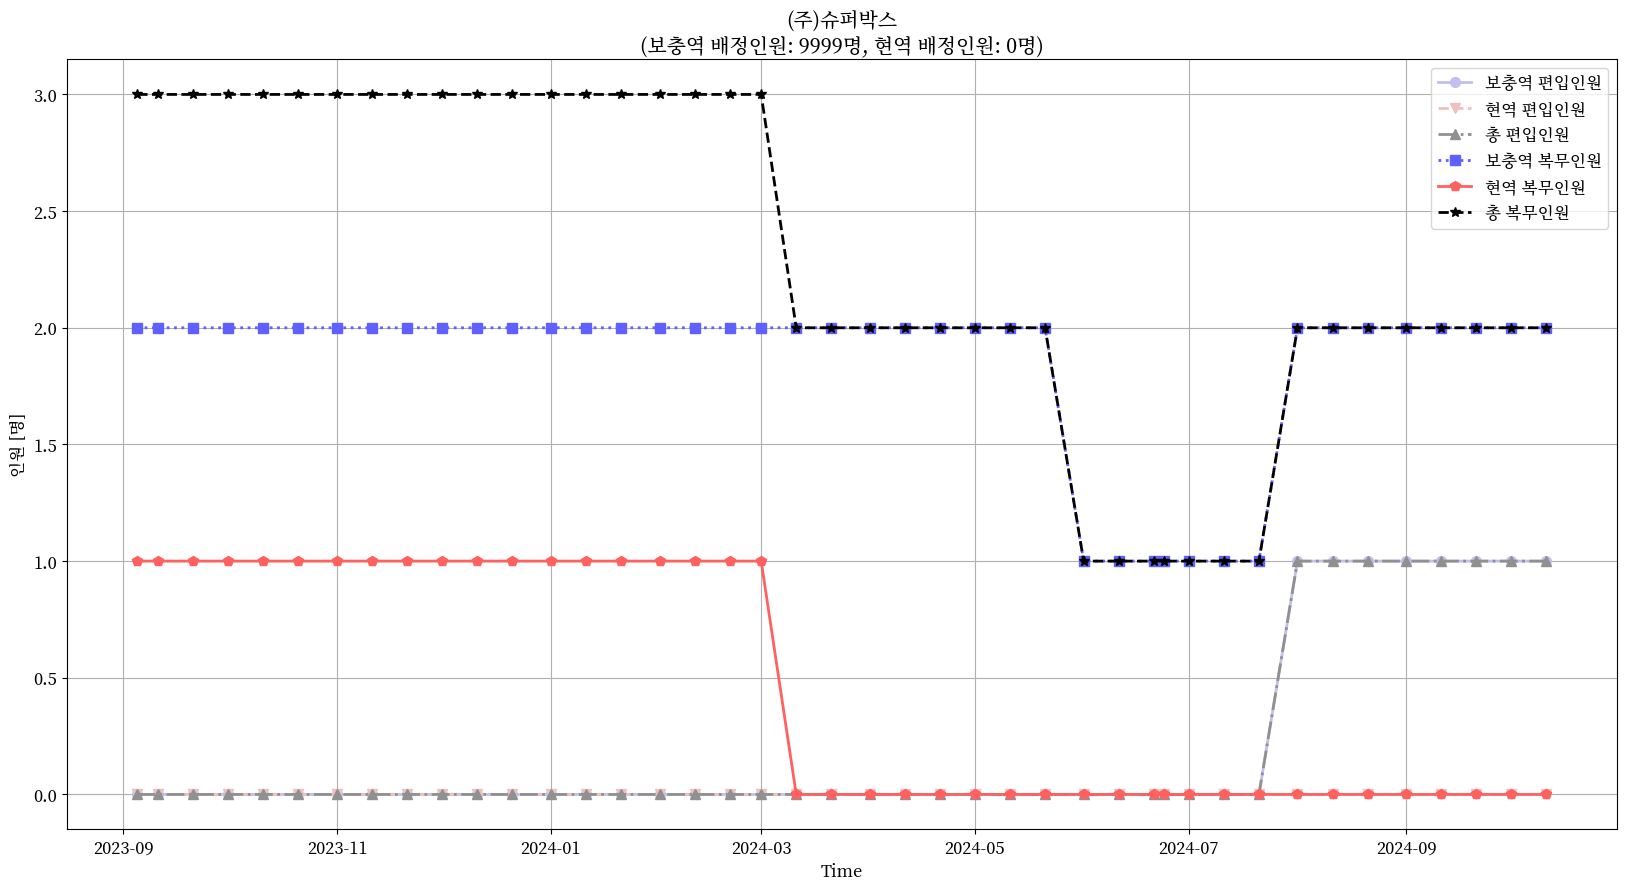 (주)슈퍼박스
(보충역 배정인원: 9999명, 현역 배정인원: 0명)
보충역 편입인원
현역 편입인원
총 편입인원
보충역 복무인원
현역 복무인원
총 복무인원
인원 [명]
3.0
2.5
2.0
1.5
1.0
0.5
0.0
2023-09
2023-11
2024-01
2024-03
2024-05
2024-07
2024-09
Time